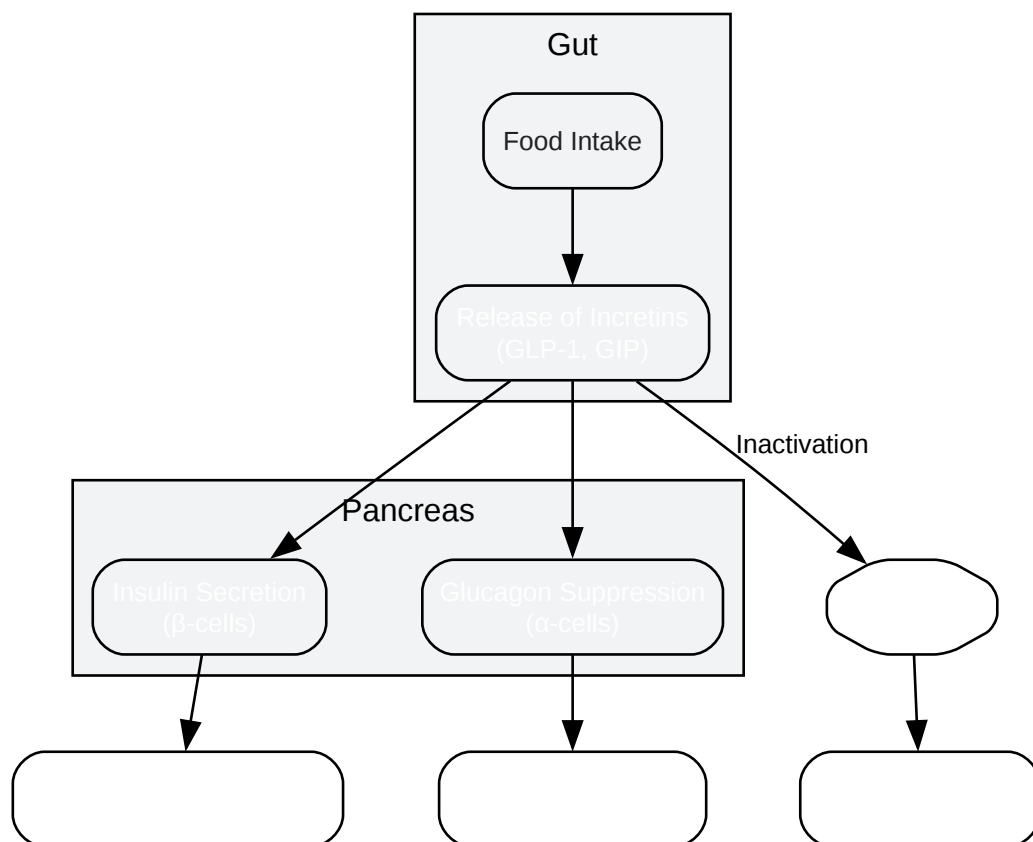 Gut
Food Intake
Release of Incretins
(GLP-1, GIP)
Inactivation
Pancreas
Insulin Secretion
(β-cells)
Glucagon Suppression
(α-cells)